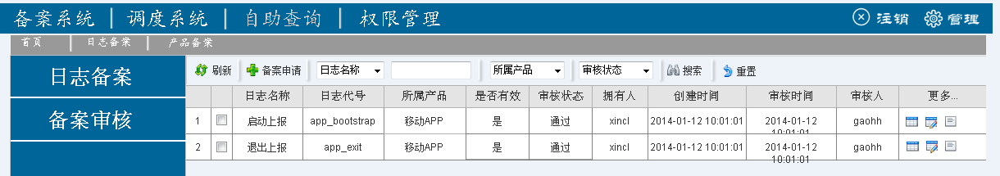 备案系统 调度系统 自助查询 权限管理 注销 管理
首页 日志备案 产品备案
日志备案
备案审核
刷新 备案申请 日志名称 所属产品 审核状态 搜索 重置
日志名称 日志代号 所属产品 是否有效 审核状态 拥有人 创建时间 审核时间 审核人 更多...
1 启动上报 app_bootstrap 移动APP 是 通过 xincl 2014-01-12 10:01:01 2014-01-12 10:01:01 gaohh
2 退出上报 app_exit 移动APP 是 通过 xincl 2014-01-12 10:01:01 2014-01-12 10:01:01 gaohh